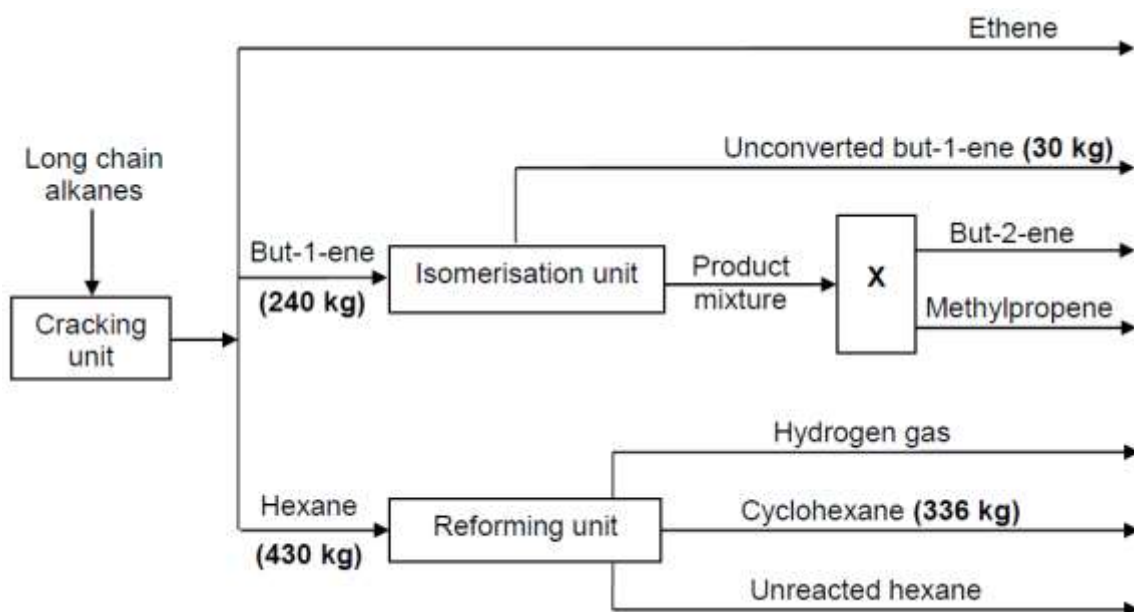 Ethene
Unconverted but-1-ene (30 kg)
Long chain
alkanes
But-1-ene
(240 kg)
Isomerisation unit
Product
mixture
X
But-2-ene
Methylpropene
Cracking
unit
Hydrogen gas
Hexane
(430 kg)
Reforming unit
Cyclohexane (336 kg)
Unreacted hexane